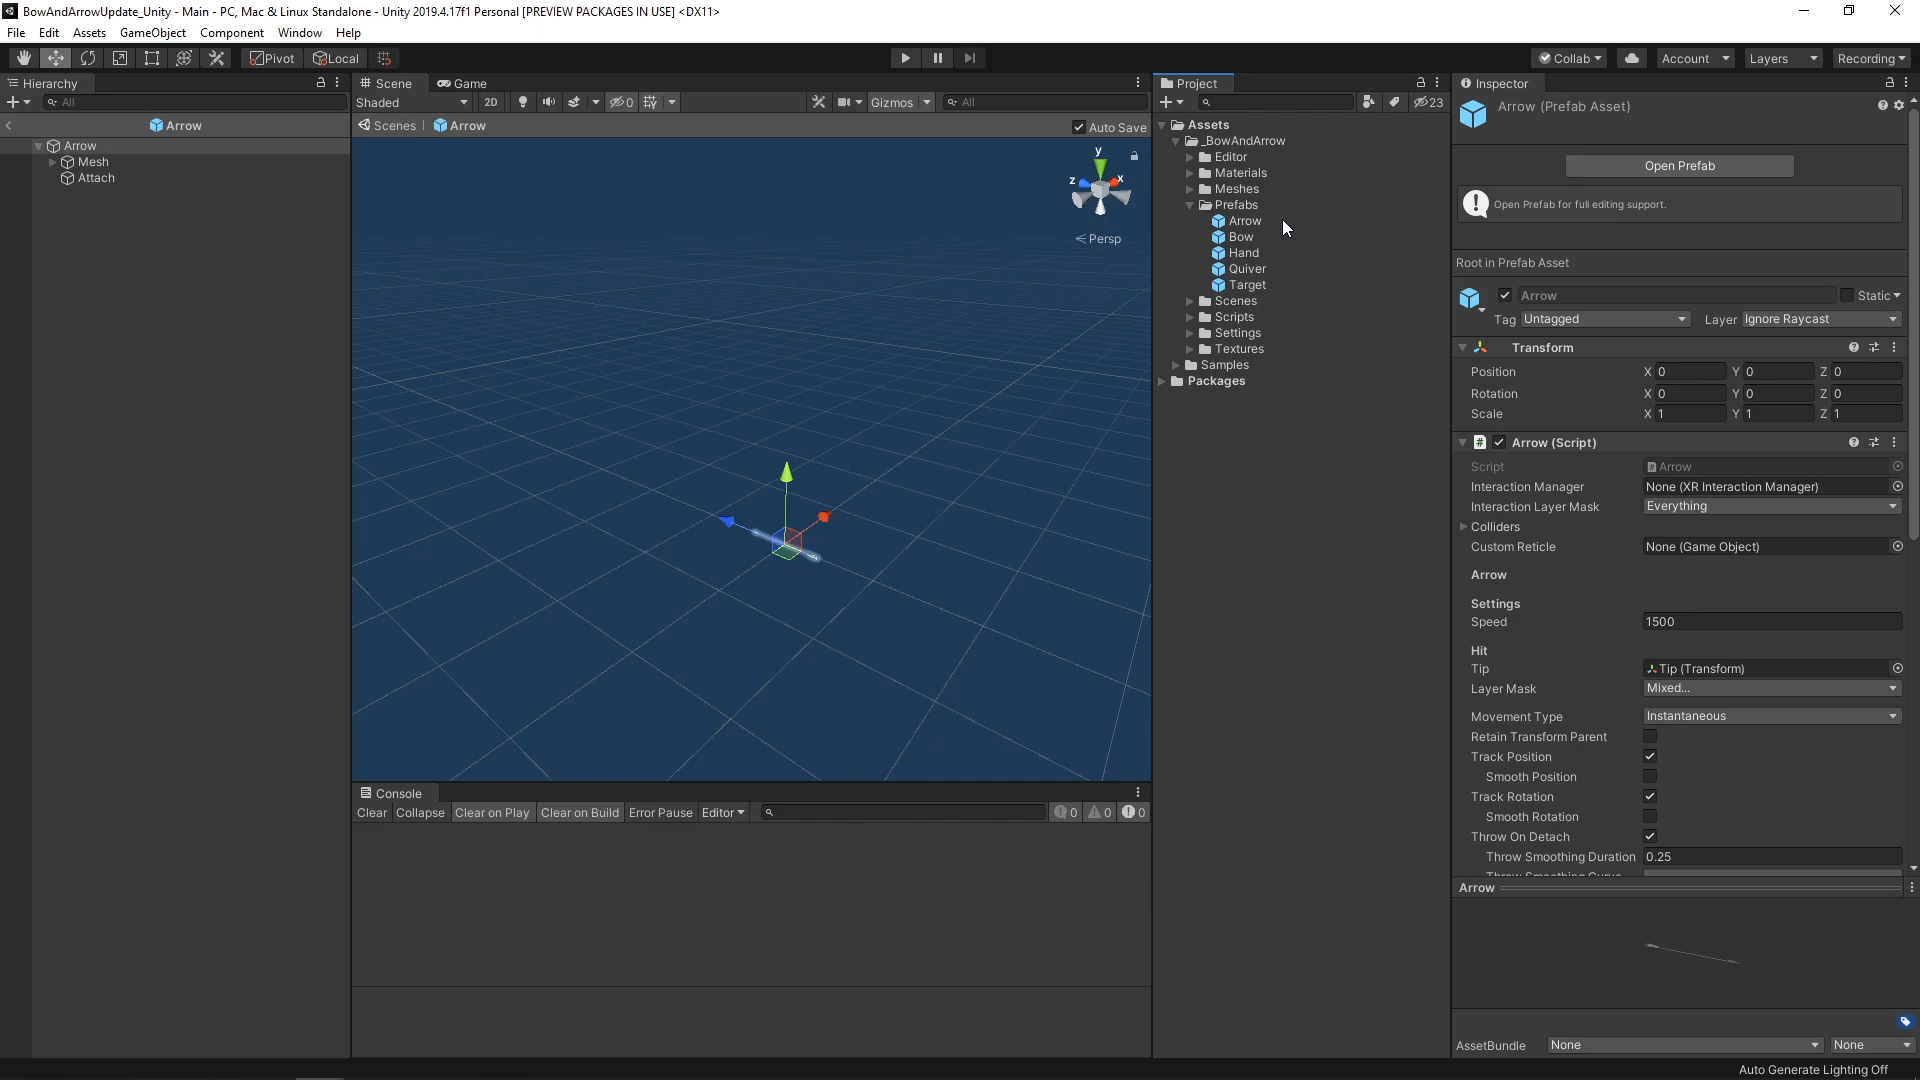 BowAndArrowUpdate_Unity - Main - PC, Mac & Linux Standalone - Unity 2019.4.17f1 Personal [PREVIEW PACKAGES IN USE] <DX11>
File Edit Assets GameObject Component Window Help
Pivot Local Collab Account Layers Recording
Hierarchy
All
Arrow
Arrow
Mesh
Attach
Scene Game
Shaded 2D 0 Gizmos All
Scenes Arrow Auto Save
y
z x
Persp
Console
Clear Collapse Clear on Play Clear on Build Error Pause Editor 0 0 0
Project
23
Assets
_BowAndArrow
Editor
Materials
Meshes
Prefabs
Arrow
Bow
Hand
Quiver
Target
Scenes
Scripts
Settings
Textures
Samples
Packages
Inspector
Arrow (Prefab Asset)
Open Prefab
Open Prefab for full editing support.
Root in Prefab Asset
Arrow Static
Tag Untagged Layer Ignore Raycast
Transform
Position X 0 Y 0 Z 0
Rotation X 0 Y 0 Z 0
Scale X 1 Y 1 Z 1
# Arrow (Script)
Script Arrow
Interaction Manager None (XR Interaction Manager)
Interaction Layer Mask Everything
Colliders
Custom Reticle None (Game Object)
Arrow
Settings
Speed 1500
Hit
Tip Tip (Transform)
Layer Mask Mixed...
Movement Type Instantaneous
Retain Transform Parent
Track Position
Smooth Position
Track Rotation
Smooth Rotation
Throw On Detach
Throw Smoothing Duration 0.25
Arrow
AssetBundle None None
Auto Generate Lighting Off